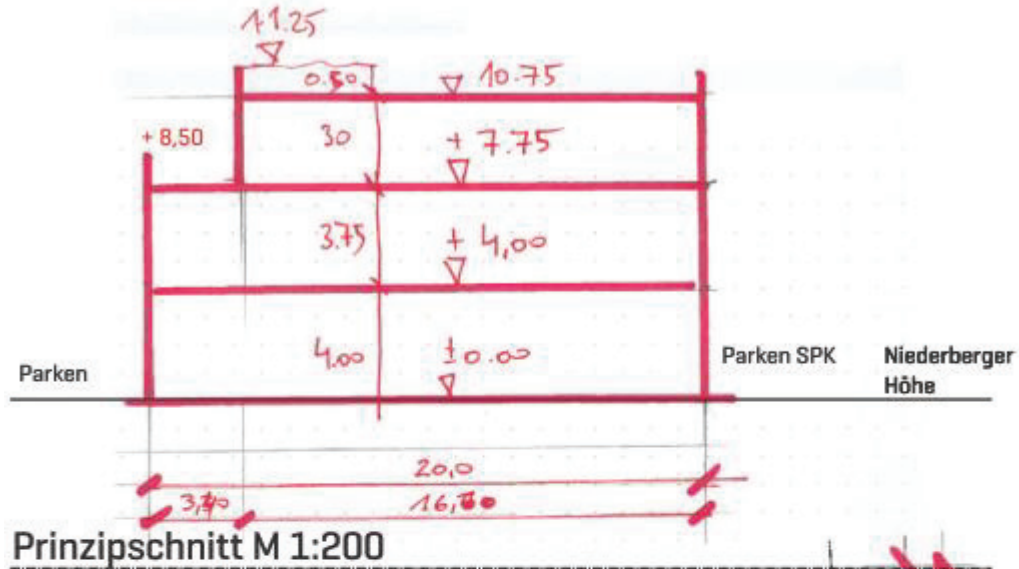 11.25
0.50
10.75
+ 8,50
30
+ 7.75
3.75
+ 4,00
4.00
±0.00
Parken
Parken SPK
Niederberger
Höhe
20,0
Prinzipschnitt M 1:200